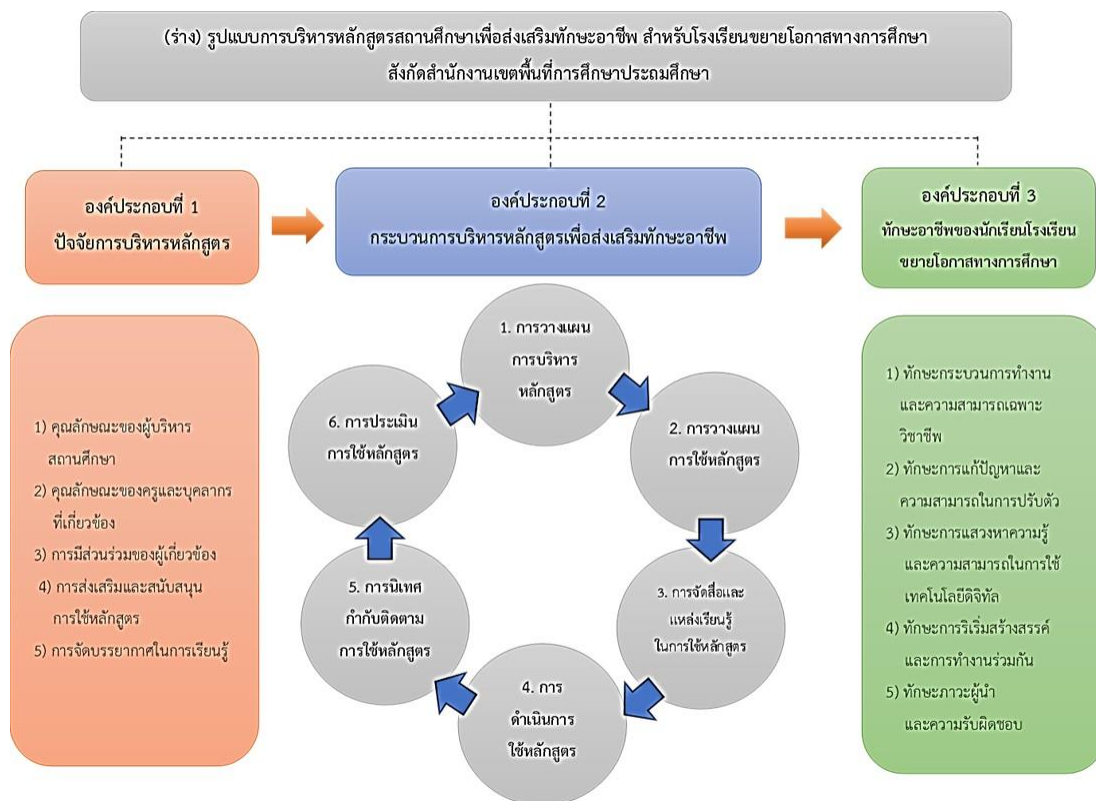 (ร่าง) รูปแบบการบริหารหลักสูตรสถานศึกษาเพื่อส่งเสริมทักษะอาชีพ สำหรับโรงเรียนขยายโอกาสทางการศึกษา
สังกัดสำนักงานเขตพื้นที่การศึกษาประถมศึกษา
องค์ประกอบที่ 1
ปัจจัยการบริหารหลักสูตร
องค์ประกอบที่ 2
กระบวนการบริหารหลักสูตรเพื่อส่งเสริมทักษะอาชีพ
องค์ประกอบที่ 3
ทักษะอาชีพของนักเรียนโรงเรียน
ขยายโอกาสทางการศึกษา
1) คุณลักษณะของผู้บริหาร
สถานศึกษา
2) คุณลักษณะของครูและบุคลากร
ที่เกี่ยวข้อง
3) การมีส่วนร่วมของผู้เกี่ยวข้อง
4) การส่งเสริมและสนับสนุน
การใช้หลักสูตร
5) การจัดบรรยากาศในการเรียนรู้
1. การวางแผน
การบริหาร
หลักสูตร
2. การวางแผน
การใช้หลักสูตร
3. การจัดสื่อและ
แหล่งเรียนรู้
ในการใช้หลักสูตร
4. การ
ดำเนินการ
ใช้หลักสูตร
5. การนิเทศ
กำกับติดตาม
การใช้หลักสูตร
6. การประเมิน
การใช้หลักสูตร
1) ทักษะกระบวนการทำงาน
และความสามารถเฉพาะ
วิชาชีพ
2) ทักษะการแก้ปัญหาและ
ความสามารถในการปรับตัว
3) ทักษะการแสวงหาความรู้
และความสามารถในการใช้
เทคโนโลยีดิจิทัล
4) ทักษะการริเริ่มสร้างสรรค์
และการทำงานร่วมกัน
5) ทักษะภาวะผู้นำ
และความรับผิดชอบ